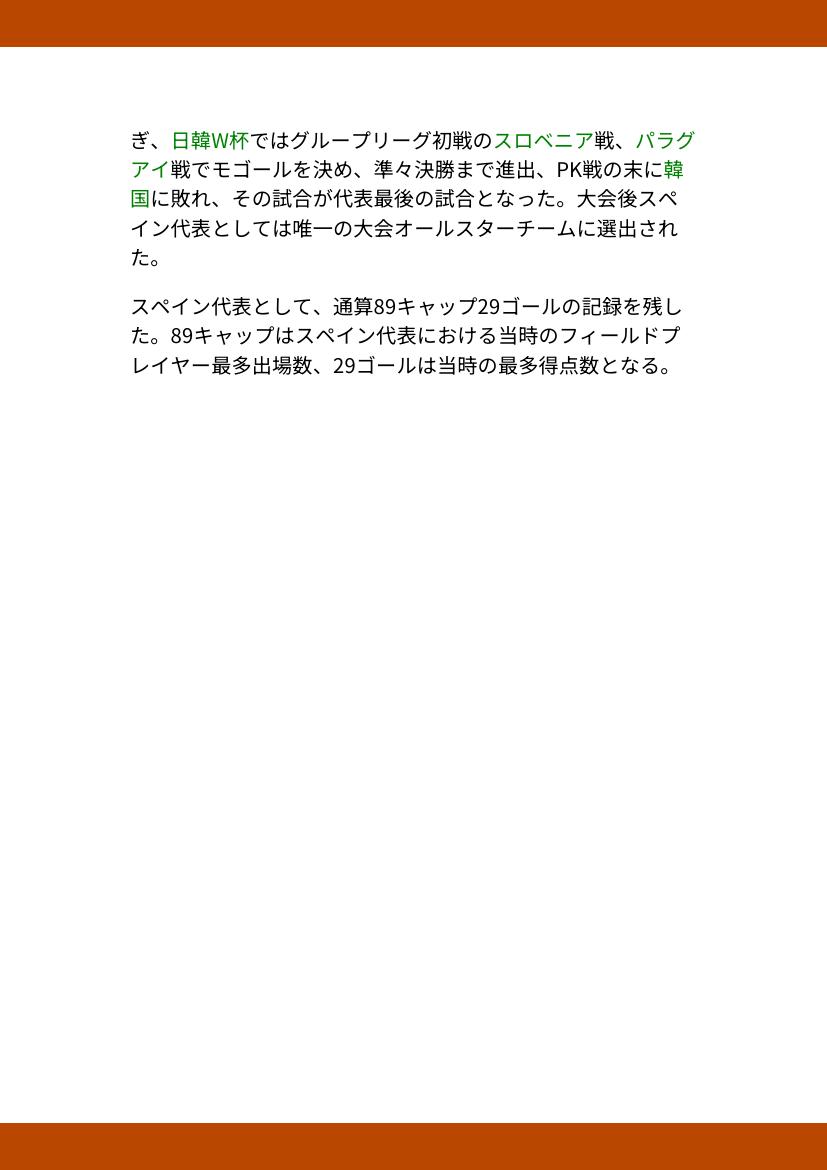 ぎ、日韓W杯ではグループリーグ初戦のスロベニア戦、パラグ
アイ戦でモゴールを決め、準々決勝まで進出、PK戦の末に韓
国に敗れ、その試合が代表最後の試合となった。大会後スペ
イン代表としては唯一の大会オールスターチームに選出され
た。
スペイン代表として、通算89キャップ29ゴールの記録を残し
た。89キャップはスペイン代表における当時のフィールドプ
レイヤー最多出場数、29ゴールは当時の最多得点数となる。